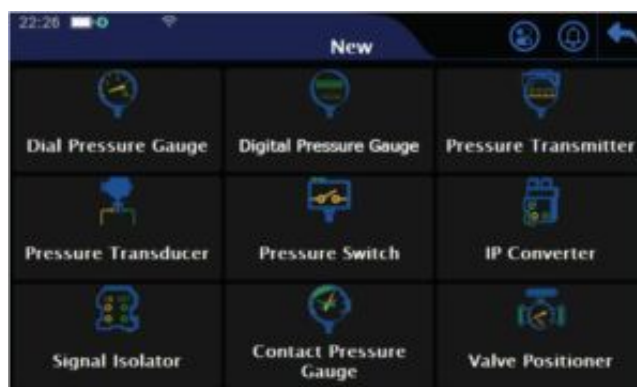 22:26
New
Dial Pressure Gauge
Digital Pressure Gauge
Pressure Transmitter
Pressure Transducer
Pressure Switch
IP Converter
Signal Isolator
Contact Pressure
Gauge
Valve Positioner